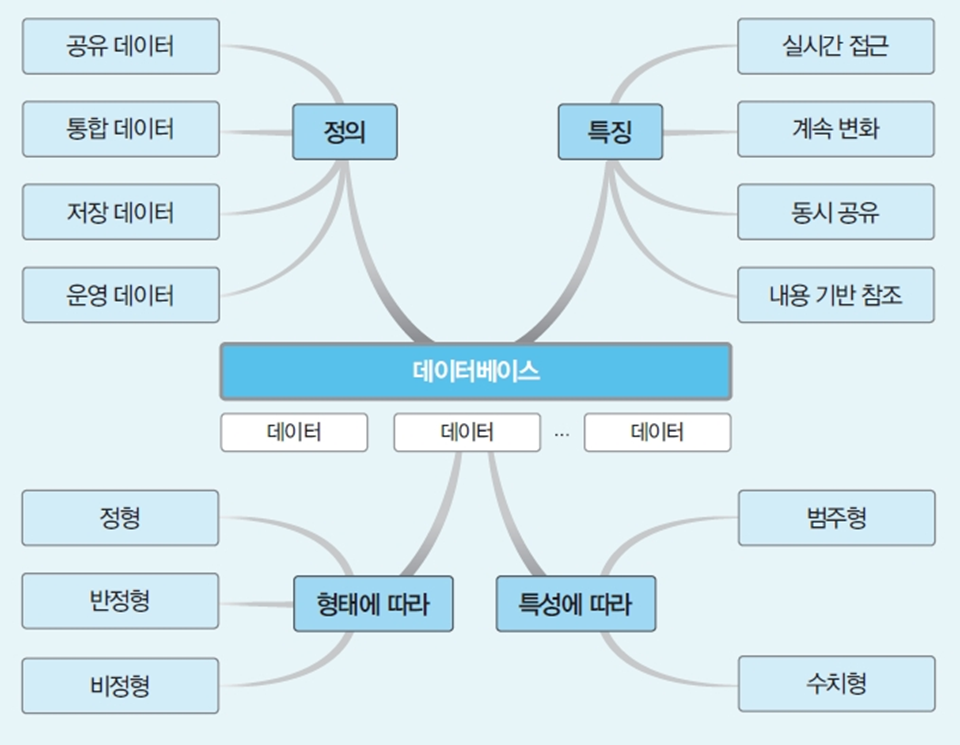 공유 데이터
통합 데이터
저장 데이터
운영 데이터
정의
특징
실시간 접근
계속 변화
동시 공유
내용 기반 참조
데이터베이스
데이터
데이터
...
데이터
정형
반정형
비정형
형태에 따라
특성에 따라
범주형
수치형